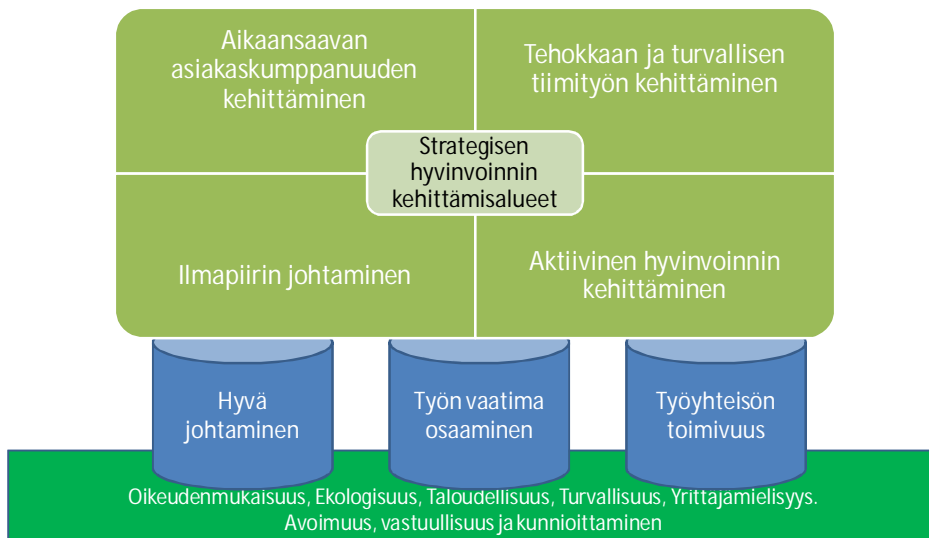 Aikaansaavan
asiakaskumppanuuden
kehittäminen
Tehokkaan ja turvallisen
tiimityön kehittäminen
Strategisen
hyvinvoinnin
kehittämisalueet
Ilmapiirin johtaminen
Aktiivinen hyvinvoinnin
kehittäminen
Hyvä
johtaminen
Työn vaatima
osaaminen
Työyhteisön
toimivuus
Oikeudenmukaisuus, Ekologisuus, Taloudellisuus, Turvallisuus, Yrittäjämielisyys.
Avoimuus, vastuullisuus ja kunnioittaminen